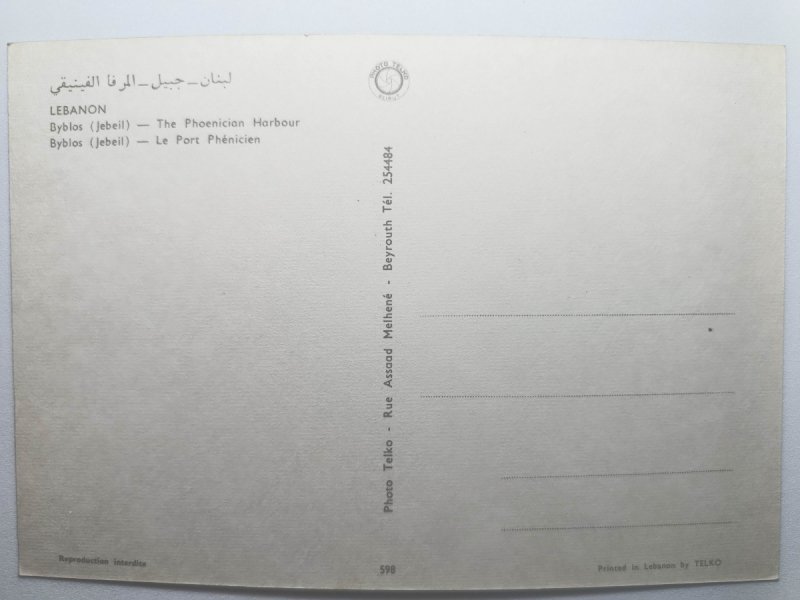 لبنان - جبيل - المرفا الفينيقي
LEBANON
Byblos (Jebeil) — The Phoenician Harbour
Byblos (Jebeil) — Le Port Phénicien
PHOTO TELKO
BEIRUT
Photo Telko - Rue Assaad Melhené - Beyrouth Tél. 254484
Reproduction interdite
598
Printed in Lebanon by TELKO